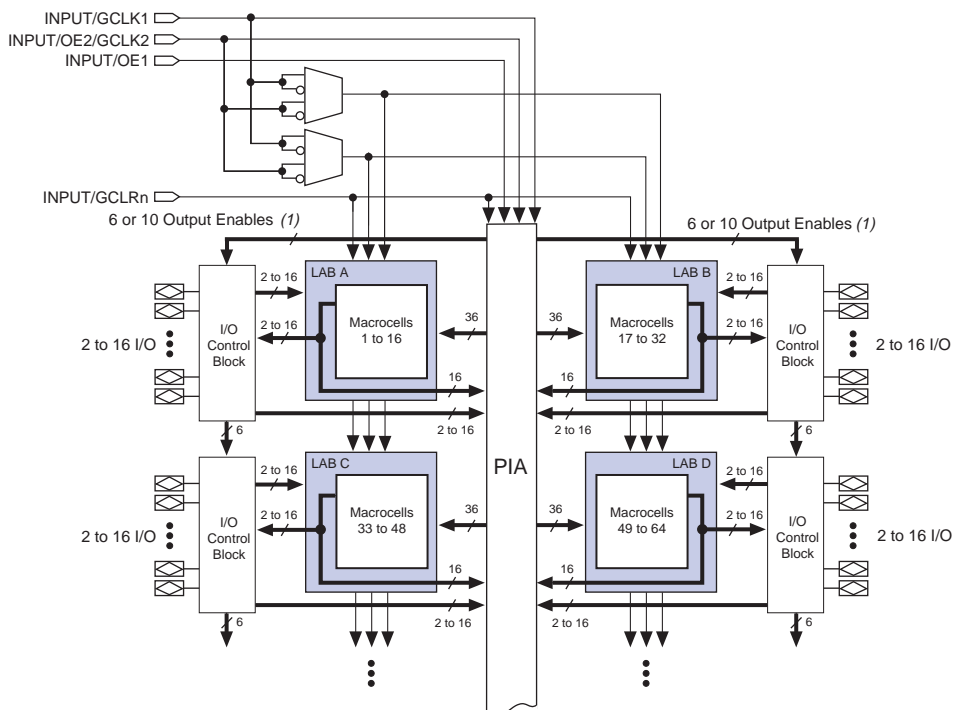 INPUT/GCLK1
INPUT/OE2/GCLK2
INPUT/OE1
INPUT/GCLRn
6 or 10 Output Enables (1)
6 or 10 Output Enables (1)
LAB A
LAB B
2 to 16
2 to 16
2 to 16 I/O
I/O
Control
Block
2 to 16
Macrocells
1 to 16
36
36
Macrocells
17 to 32
2 to 16
I/O
Control
Block
2 to 16 I/O
16
16
2 to 16
2 to 16
6
6
PIA
LAB C
LAB D
2 to 16
2 to 16
2 to 16 I/O
I/O
Control
Block
2 to 16
Macrocells
33 to 48
36
36
Macrocells
49 to 64
2 to 16
I/O
Control
Block
2 to 16 I/O
16
16
2 to 16
2 to 16
6
6